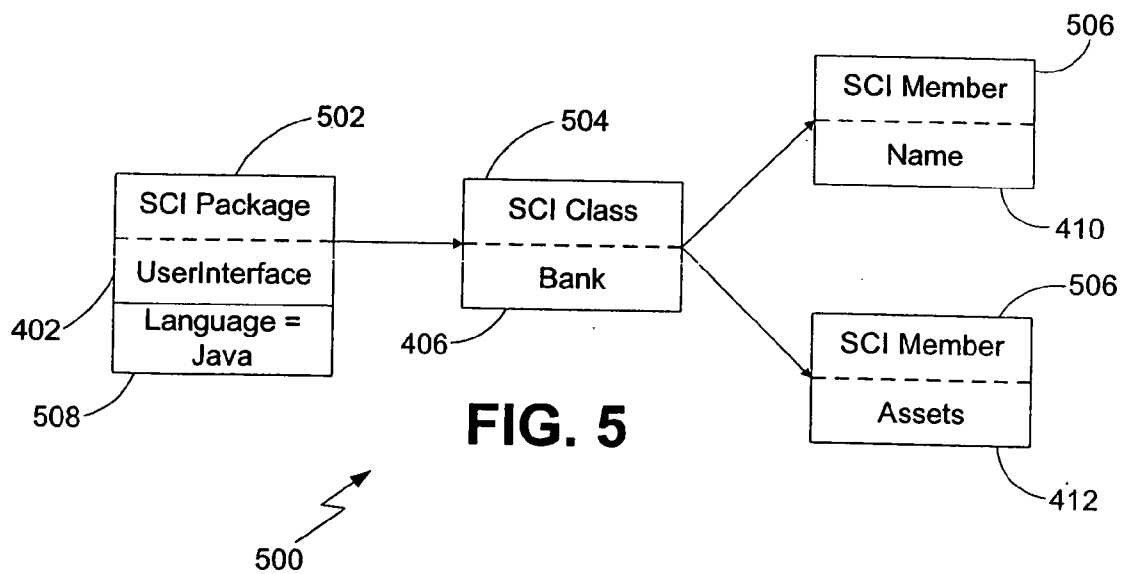 506
SCI Member
Name
410
502
SCI Package
UserInterface
402
Language =
Java
508
504
SCI Class
Bank
406
506
SCI Member
Assets
412
FIG. 5
500